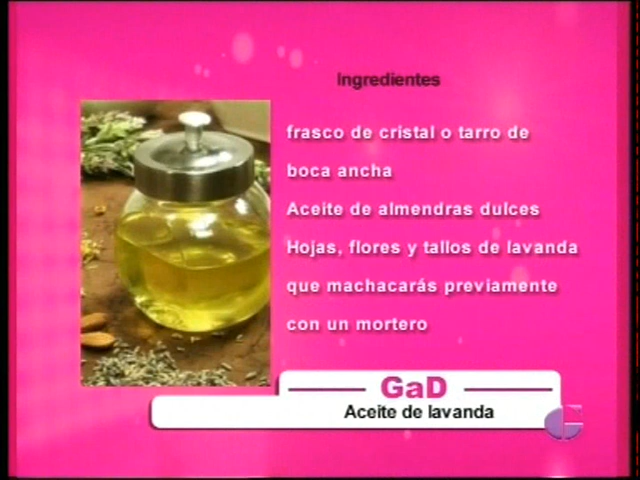 Ingredientes
frasco de cristal o tarro de
boca ancha
Aceite de almendras dulces
Hojas, flores y tallos de lavanda
que machacarás previamente
con un mortero
GaD
Aceite de lavanda